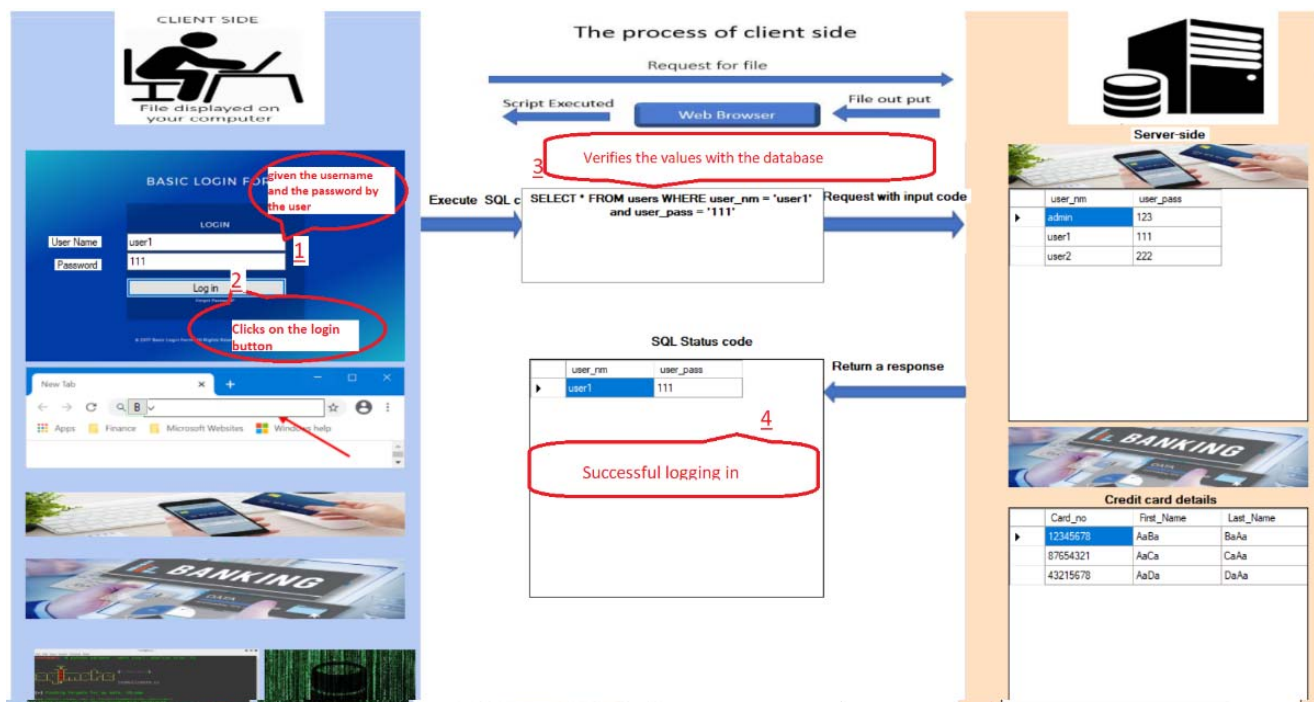 CLIENT SIDE
File displayed on
your computer
BASIC LOGIN FOR
given the username
and the password by
the user
LOGIN
User Name
user1
1
Password
111
2
Log in
Forgot Password?
Clicks on the login
button
New Tab
B
Apps
Finance
Microsoft Websites
Windows help
BANKING
DATA
The process of client side
Request for file
Script Executed
Web Browser
File out put
3
Verifies the values with the database
Execute SQL c
SELECT * FROM users WHERE user_nm = 'user1'
and user_pass = '111'
Request with input code
SQL Status code
user_nm user_pass
user1 111
Return a response
4
Successful logging in
Server-side
user_nm user_pass
admin 123
user1 111
user2 222
BANKING
DATA
Credit card details
Card_no First_Name Last_Name
12345678 AaBa BaAa
87654321 AaCa CaAa
43215678 AaDa DaAa